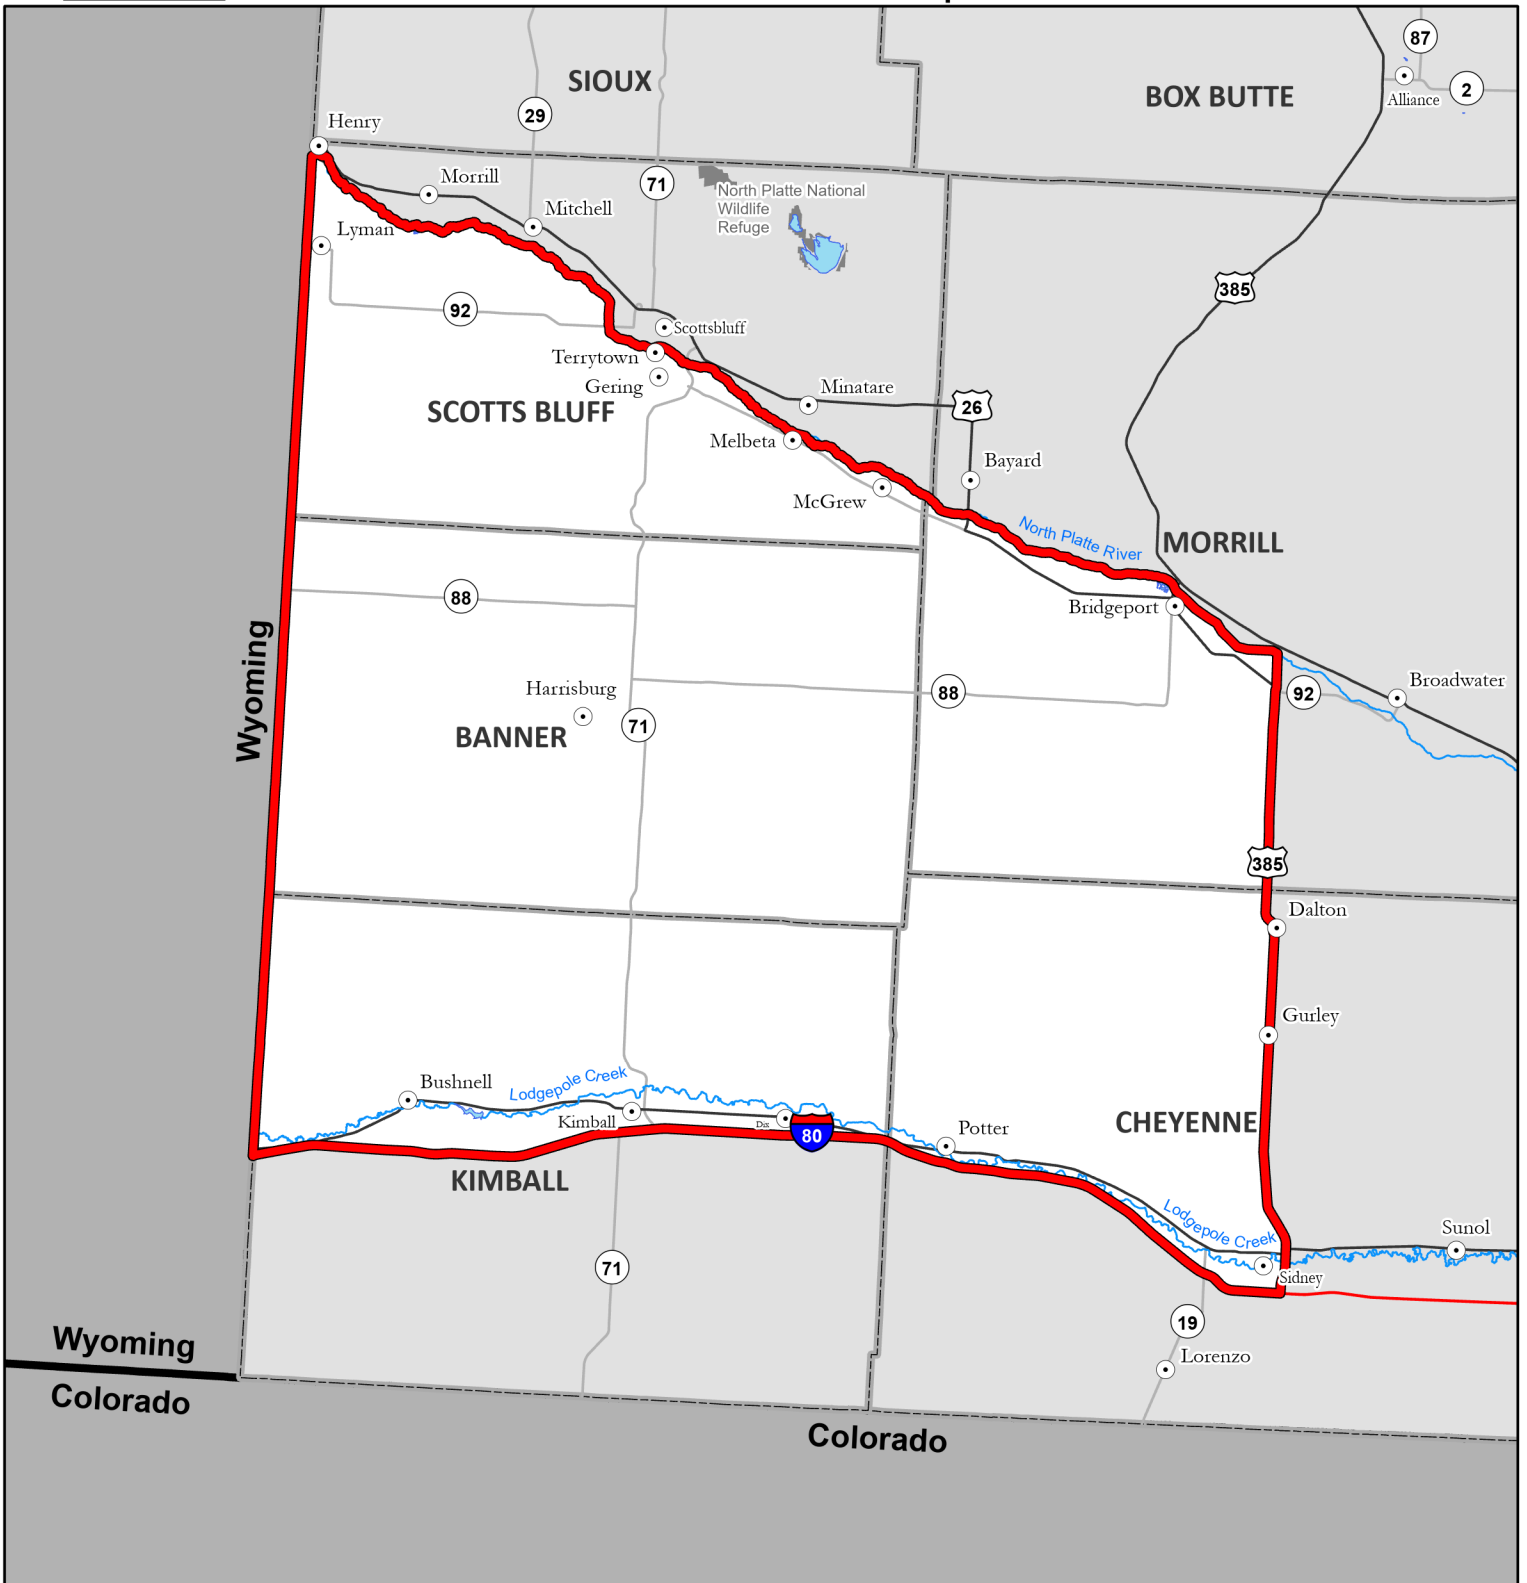 87
SIOUX
BOX BUTTE
Alliance
2
29
Henry
Morrill
71
North Platte National
Wildlife
Refuge
Mitchell
Lyman
385
92
Scottsbluff
Terrytown
Gering
Minatare
26
SCOTTS BLUFF
Melbeta
Bayard
McGrew
North Platte River
MORRILL
88
Bridgeport
Wyoming
Harrisburg
88
92
Broadwater
71
BANNER
385
Dalton
Gurley
Bushnell
Lodgepole Creek
Kimball
Dix
80
Potter
CHEYENNE
KIMBALL
Lodgepole Creek
Sunol
71
Sidney
19
Lorenzo
Wyoming
Colorado
Colorado